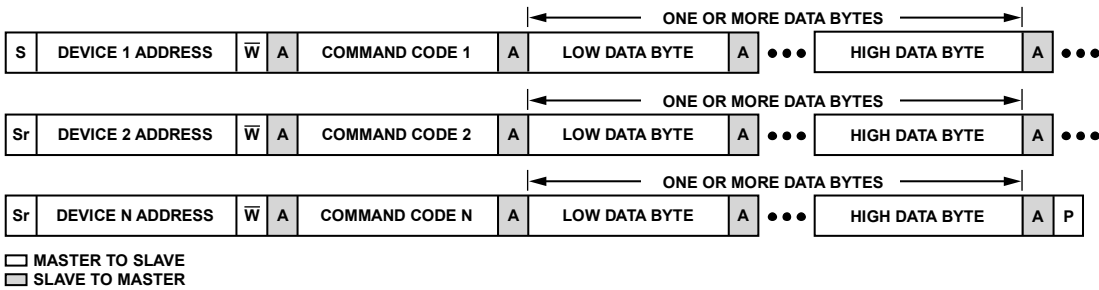 ONE OR MORE DATA BYTES
S DEVICE 1 ADDRESS W̅ A COMMAND CODE 1 A LOW DATA BYTE A ••• HIGH DATA BYTE A •••
ONE OR MORE DATA BYTES
Sr DEVICE 2 ADDRESS W̅ A COMMAND CODE 2 A LOW DATA BYTE A ••• HIGH DATA BYTE A •••
ONE OR MORE DATA BYTES
Sr DEVICE N ADDRESS W̅ A COMMAND CODE N A LOW DATA BYTE A ••• HIGH DATA BYTE A P
MASTER TO SLAVE
SLAVE TO MASTER